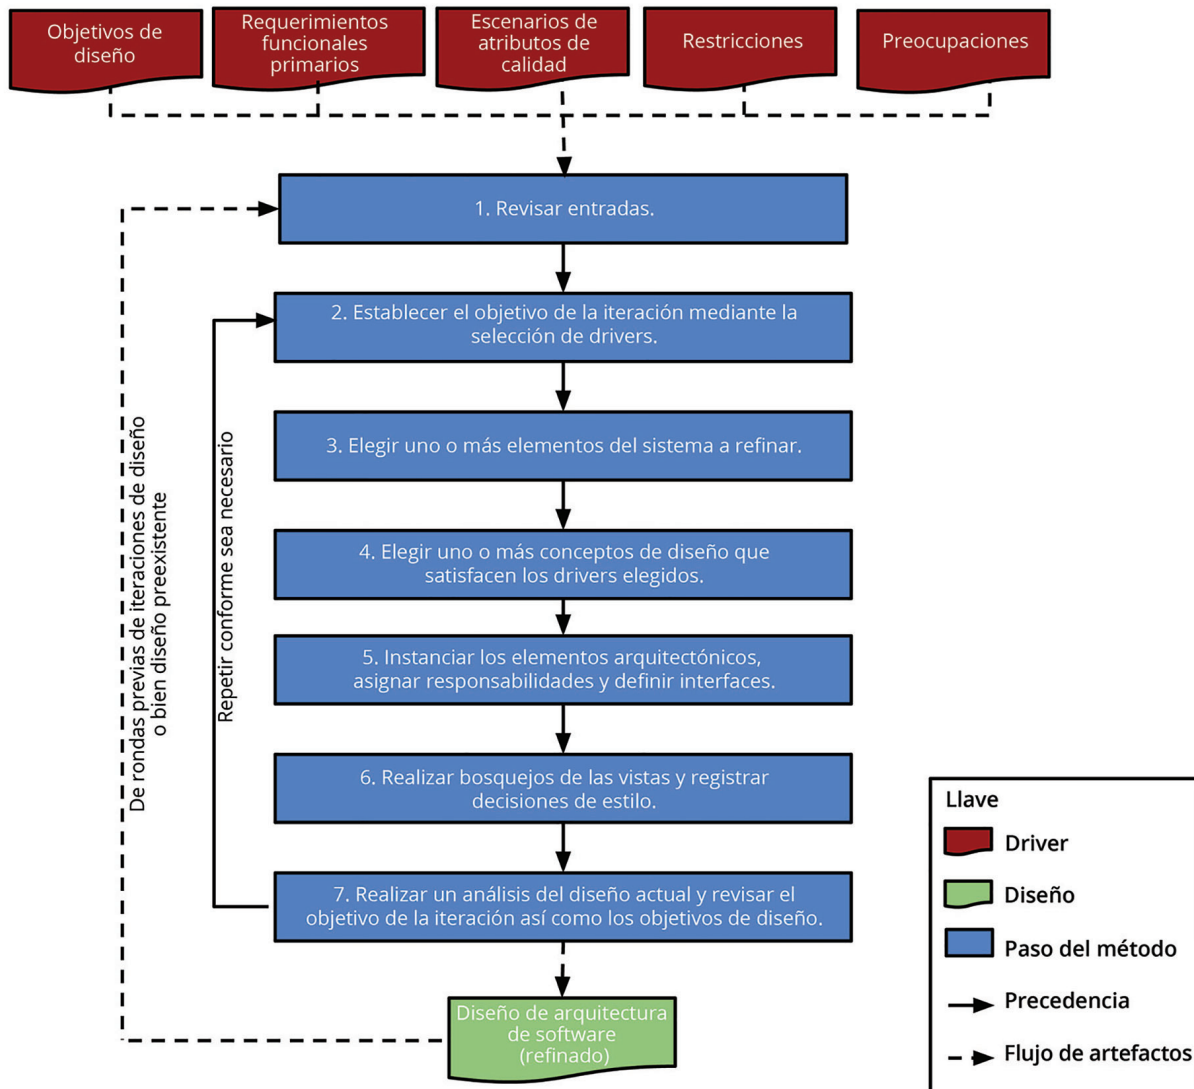 Objetivos de
diseño
Requerimientos
funcionales
primarios
Escenarios de
atributos de
calidad
Restricciones
Preocupaciones
1. Revisar entradas.
2. Establecer el objetivo de la iteración mediante la
selección de drivers.
3. Elegir uno o más elementos del sistema a refinar.
4. Elegir uno o más conceptos de diseño que
satisfacen los drivers elegidos.
5. Instanciar los elementos arquitectónicos,
asignar responsabilidades y definir interfaces.
6. Realizar bosquejos de las vistas y registrar
decisiones de estilo.
7. Realizar un análisis del diseño actual y revisar el
objetivo de la iteración así como los objetivos de diseño.
Diseño de arquitectura
de software
(refinado)
De rondas previas de iteraciones de diseño
o bien diseño preexistente
Repetir conforme sea necesario
Llave
Driver
Diseño
Paso del método
Precedencia
Flujo de artefactos